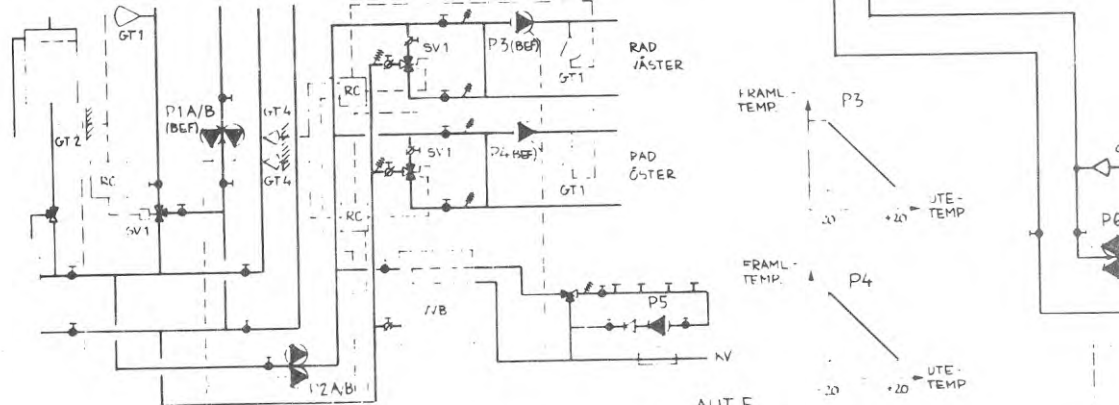 GT1
GT2
RC
SV1
P1A/B
(BEF)
GT4
GT4
RC
SV1
P3(BEF)
GT1
RAD
VÄSTER
SV1
P4(BEF)
GT1
RAD
ÖSTER
RC
VVB
P5
KV
P2A/B
FRAML-
TEMP.
P3
-20
+20
UTE-
TEMP.
FRAML-
TEMP.
P4
-20
+20
UTE-
TEMP
P6